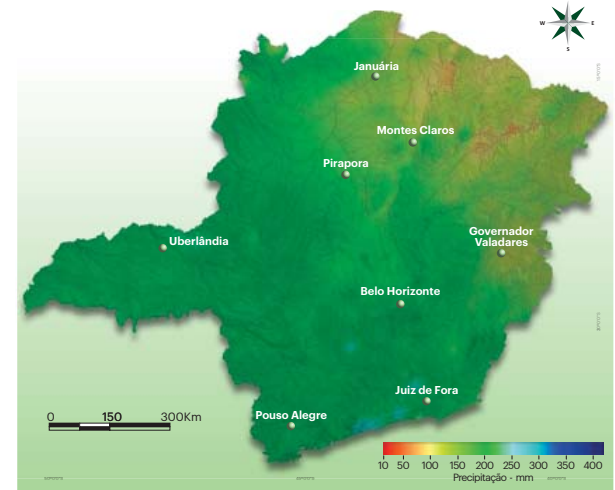 W E
S
Januária
Montes Claros
Pirapora
Governador
Valadares
Uberlândia
Belo Horizonte
Juiz de Fora
Pouso Alegre
0 150 300Km
10 50 100 150 200 250 300 350 400
Precipitação - mm